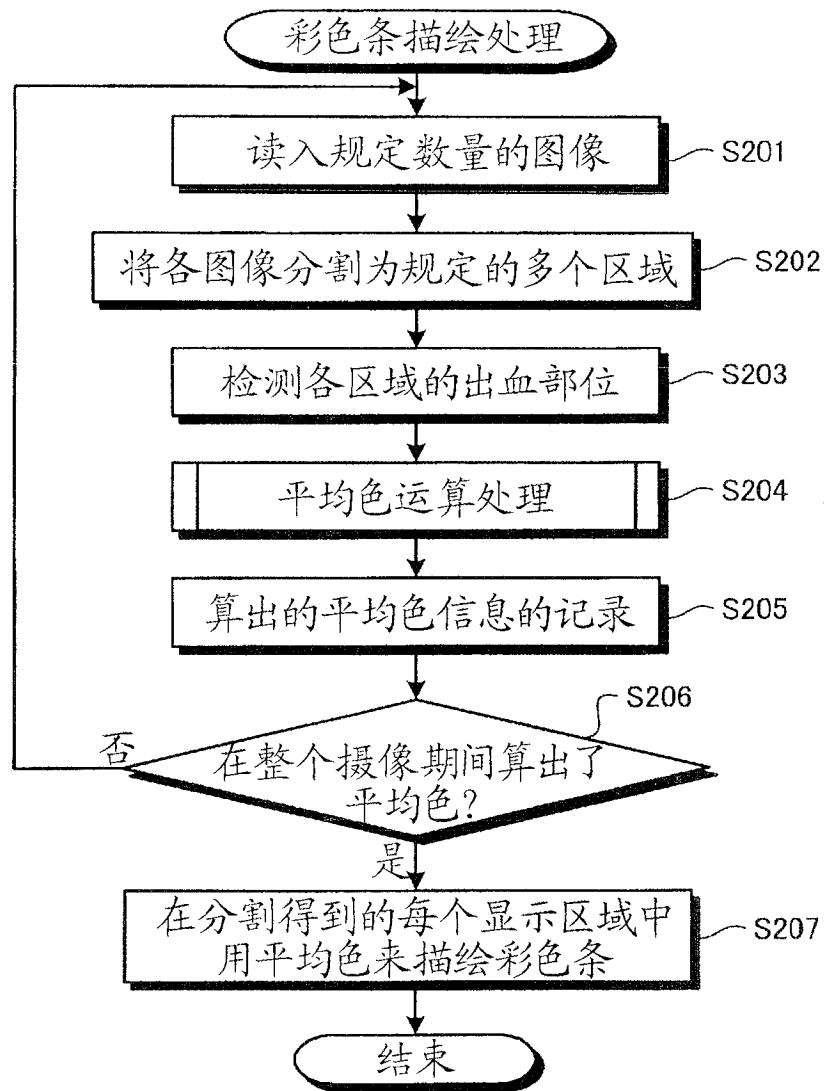 彩色条描绘处理
读入规定数量的图像
S201
将各图像分割为规定的多个区域
S202
检测各区域的出血部位
S203
平均色运算处理
S204
算出的平均色信息的记录
S205
S206
否
在整个摄像期间算出了
平均色?
是
在分割得到的每个显示区域中
用平均色来描绘彩色条
S207
结束